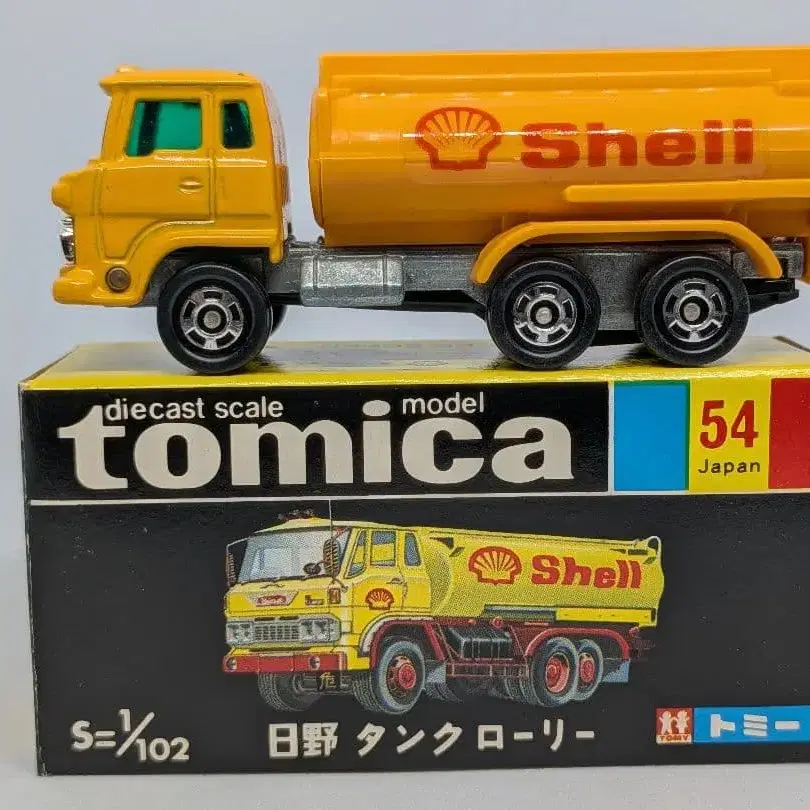 Shell
diecast scale model
tomica
54
Japan
Shell
危
S=1/102
日野 タンクローリー
TOMY
トミー